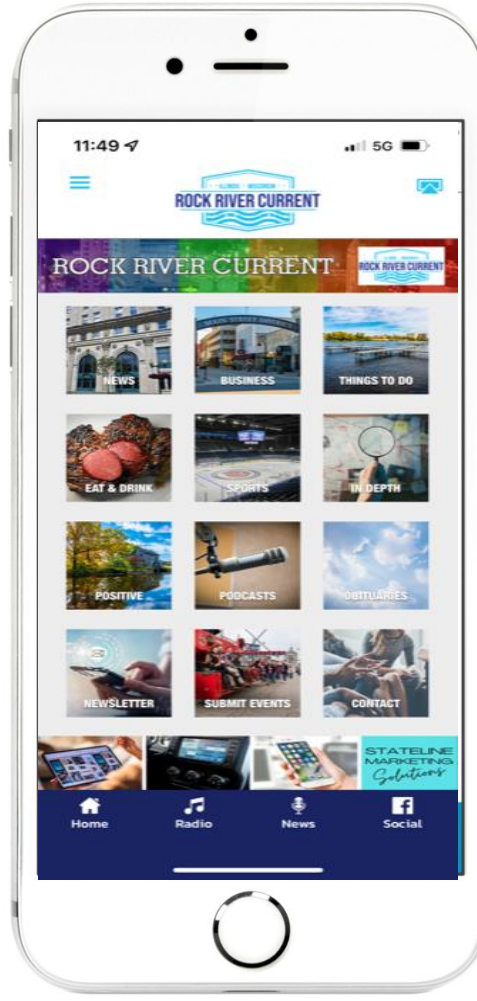 11:49
5G
ILLINOIS - WISCONSIN
ROCK RIVER CURRENT
ROCK RIVER CURRENT
ROCK RIVER CURRENT
NEWS
BUSINESS
THINGS TO DO
EAT & DRINK
SPORTS
IN DEPTH
POSITIVE
PODCASTS
OBITUARIES
NEWSLETTER
SUBMIT EVENTS
CONTACT
STATELINE
MARKETING
Solutions
Home
Radio
News
Social